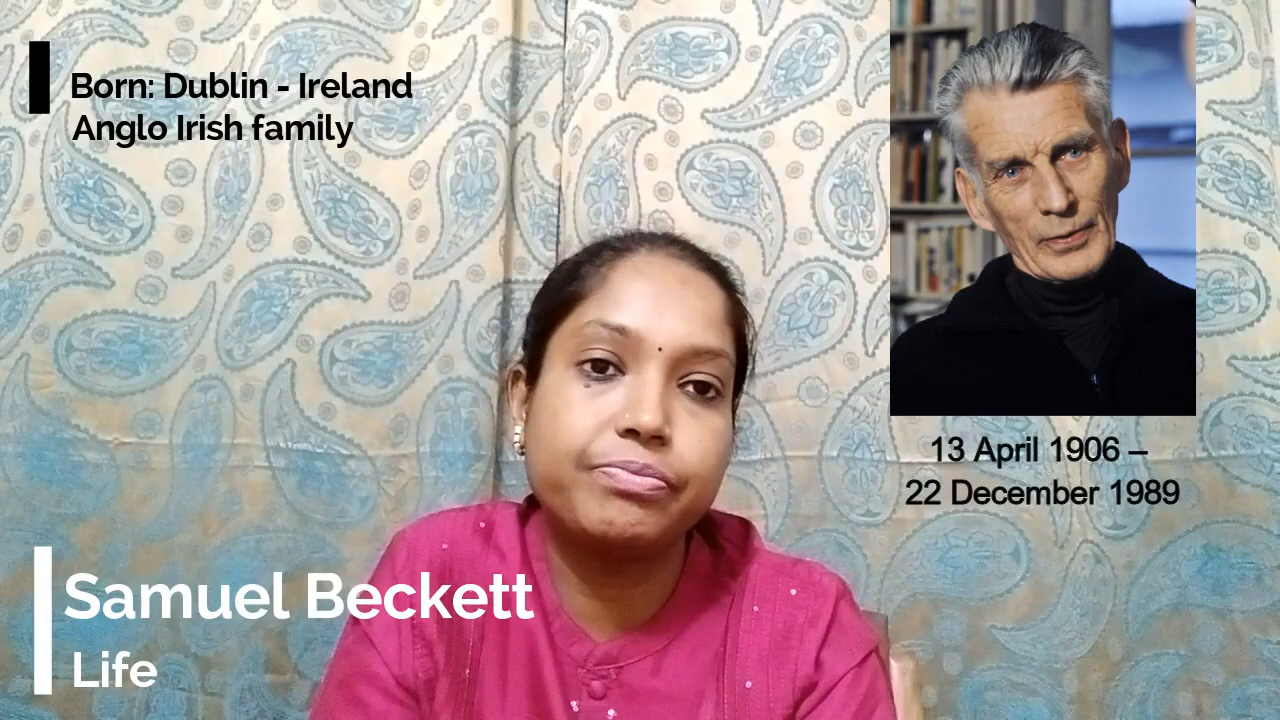 Born: Dublin - Ireland
Anglo Irish family
13 April 1906 –
22 December 1989
Samuel Beckett
Life